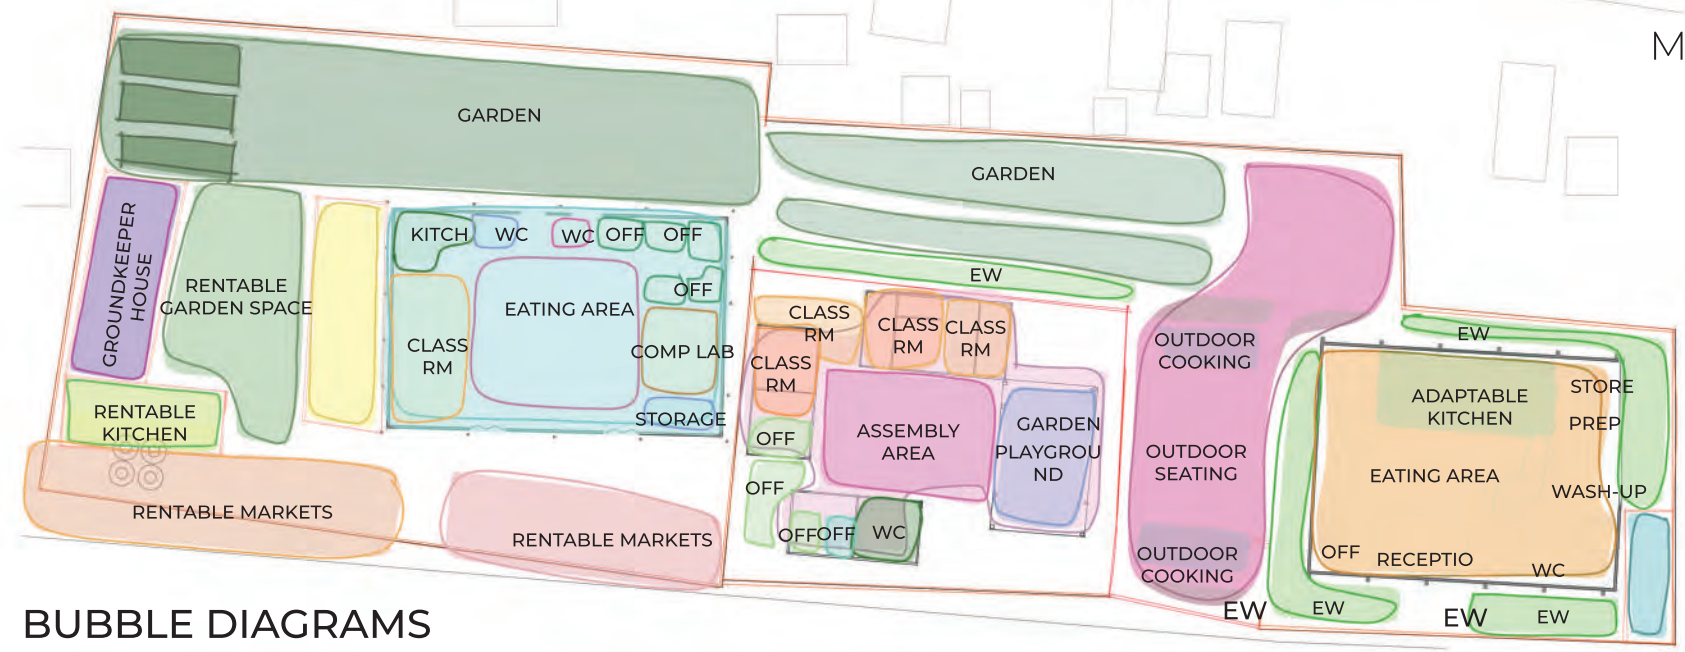 M
GARDEN
GARDEN
GROUNDKEEPER
HOUSE
RENTABLE
GARDEN SPACE
RENTABLE
KITCHEN
RENTABLE MARKETS
RENTABLE MARKETS
KITCH
WC
WC
OFF
OFF
OFF
EATING AREA
CLASS
RM
COMP LAB
STORAGE
EW
CLASS
RM
CLASS
RM
CLASS
RM
CLASS
RM
OFF
OFF
OFF
OFF
WC
ASSEMBLY
AREA
GARDEN
PLAYGROU
ND
OUTDOOR
COOKING
OUTDOOR
SEATING
OUTDOOR
COOKING
EW
EW
ADAPTABLE
KITCHEN
STORE
PREP
EATING AREA
WASH-UP
OFF
RECEPTIO
WC
EW
EW
EW
BUBBLE DIAGRAMS